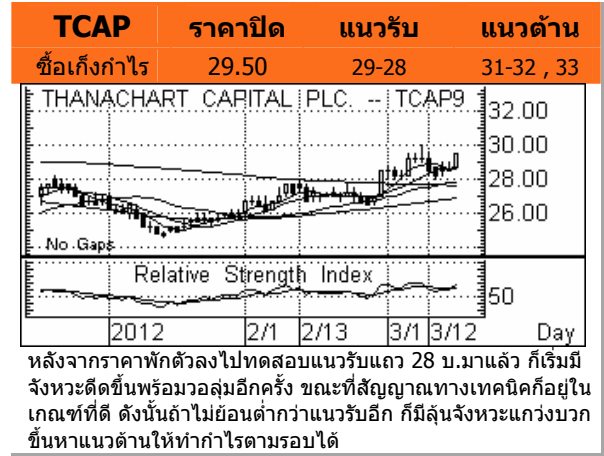 TCAP ราคาปิด แนวรับ แนวต้าน
ซื้อเก็งกำไร 29.50 29-28 31-32 , 33
THANACHART CAPITAL PLC. -- TCAP9
32.00
30.00
28.00
26.00
No Gaps
Relative Strength Index
50
2012 2/1 2/13 3/1 3/12 Day
หลังจากราคาพักตัวลงไปทดสอบแนวรับแถว 28 บ.มาแล้ว ก็เริ่มมี
จังหวะดีดขึ้นพร้อมวอลุ่มอีกครั้ง ขณะที่สัญญาณทางเทคนิคก็อยู่ใน
เกณฑ์ที่ดี ดังนั้นถ้าไม่ย้อนต่ำกว่าแนวรับอีก ก็มีลุ้นจังหวะแกว่งบวก
ขึ้นหาแนวต้านให้ทำกำไรตามรอบได้